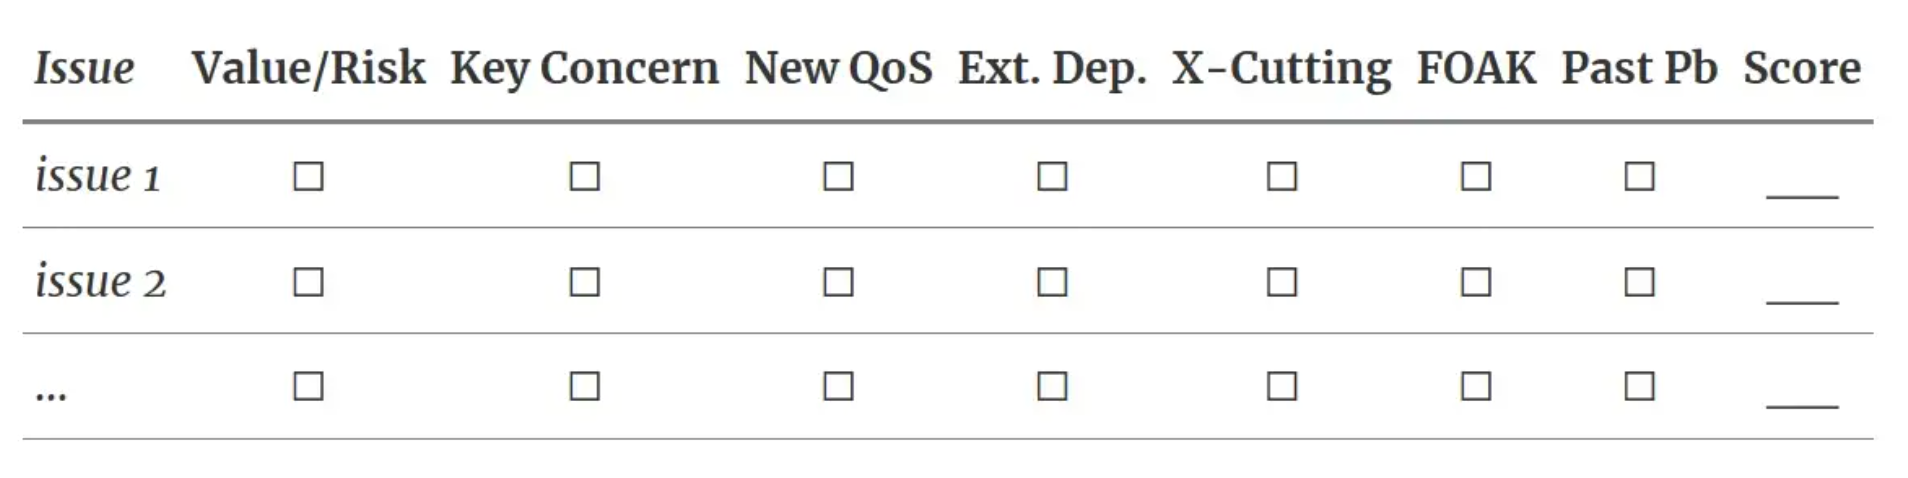 Issue Value/Risk Key Concern New QoS Ext. Dep. X-Cutting FOAK Past Pb Score
issue 1 ☐ ☐ ☐ ☐ ☐ ☐ ☐ ___
issue 2 ☐ ☐ ☐ ☐ ☐ ☐ ☐ ___
... ☐ ☐ ☐ ☐ ☐ ☐ ☐ ___